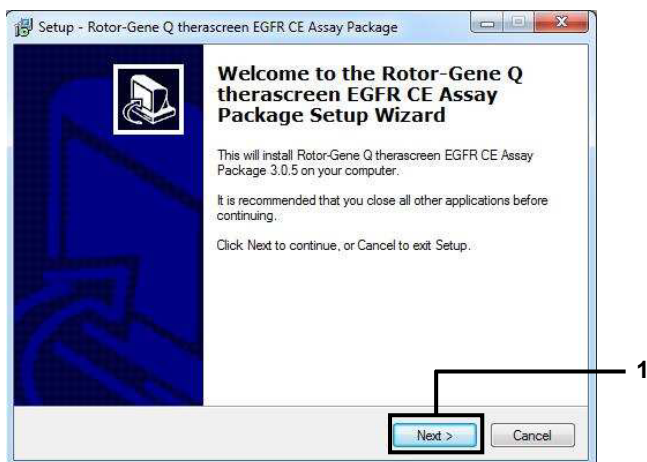 Setup - Rotor-Gene Q therascreen EGFR CE Assay Package
Welcome to the Rotor-Gene Q
therascreen EGFR CE Assay
Package Setup Wizard
This will install Rotor-Gene Q therascreen EGFR CE Assay
Package 3.0.5 on your computer.
It is recommended that you close all other applications before
continuing.
Click Next to continue, or Cancel to exit Setup.
1
Next >
Cancel